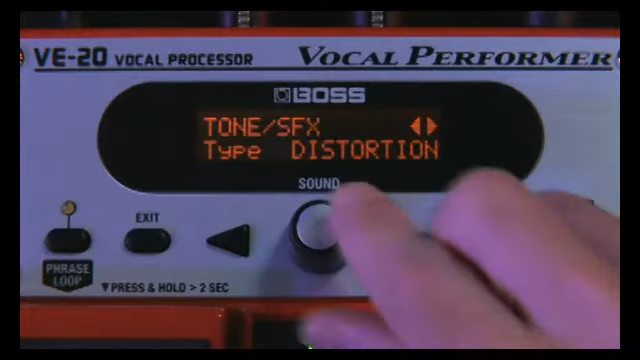 VE-20 VOCAL PROCESSOR
VOCAL PERFORMER
BOSS
TONE/SFX
Type DISTORTION
SOUND
EXIT
PHRASE
LOOP
▼PRESS & HOLD > 2 SEC